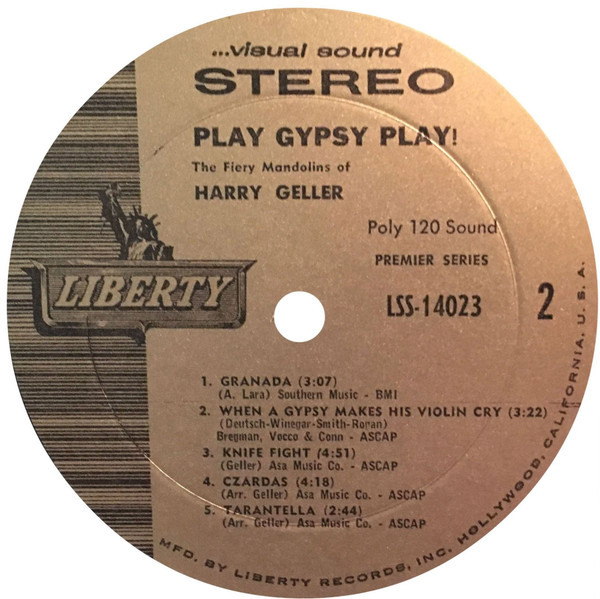 ...visual sound
STEREO
PLAY GYPSY PLAY!
The Fiery Mandolins of
HARRY GELLER
Poly 120 Sound
PREMIER SERIES
LIBERTY
LSS-14023
2
1. GRANADA (3:07)
(A. Lara) Southern Music - BMI
2. WHEN A GYPSY MAKES HIS VIOLIN CRY (3:22)
(Deutsch-Winegar-Smith-Rogan)
Bregman, Vocco & Conn - ASCAP
3. KNIFE FIGHT (4:51)
(Geller) Asa Music Co. - ASCAP
4. CZARDAS (4:18)
(Arr. Geller) Asa Music Co. - ASCAP
5. TARANTELLA (2:44)
(Arr. Geller) Asa Music Co. - ASCAP
MFD. BY LIBERTY RECORDS, INC. HOLLYWOOD, CALIFORNIA, U.S.A.